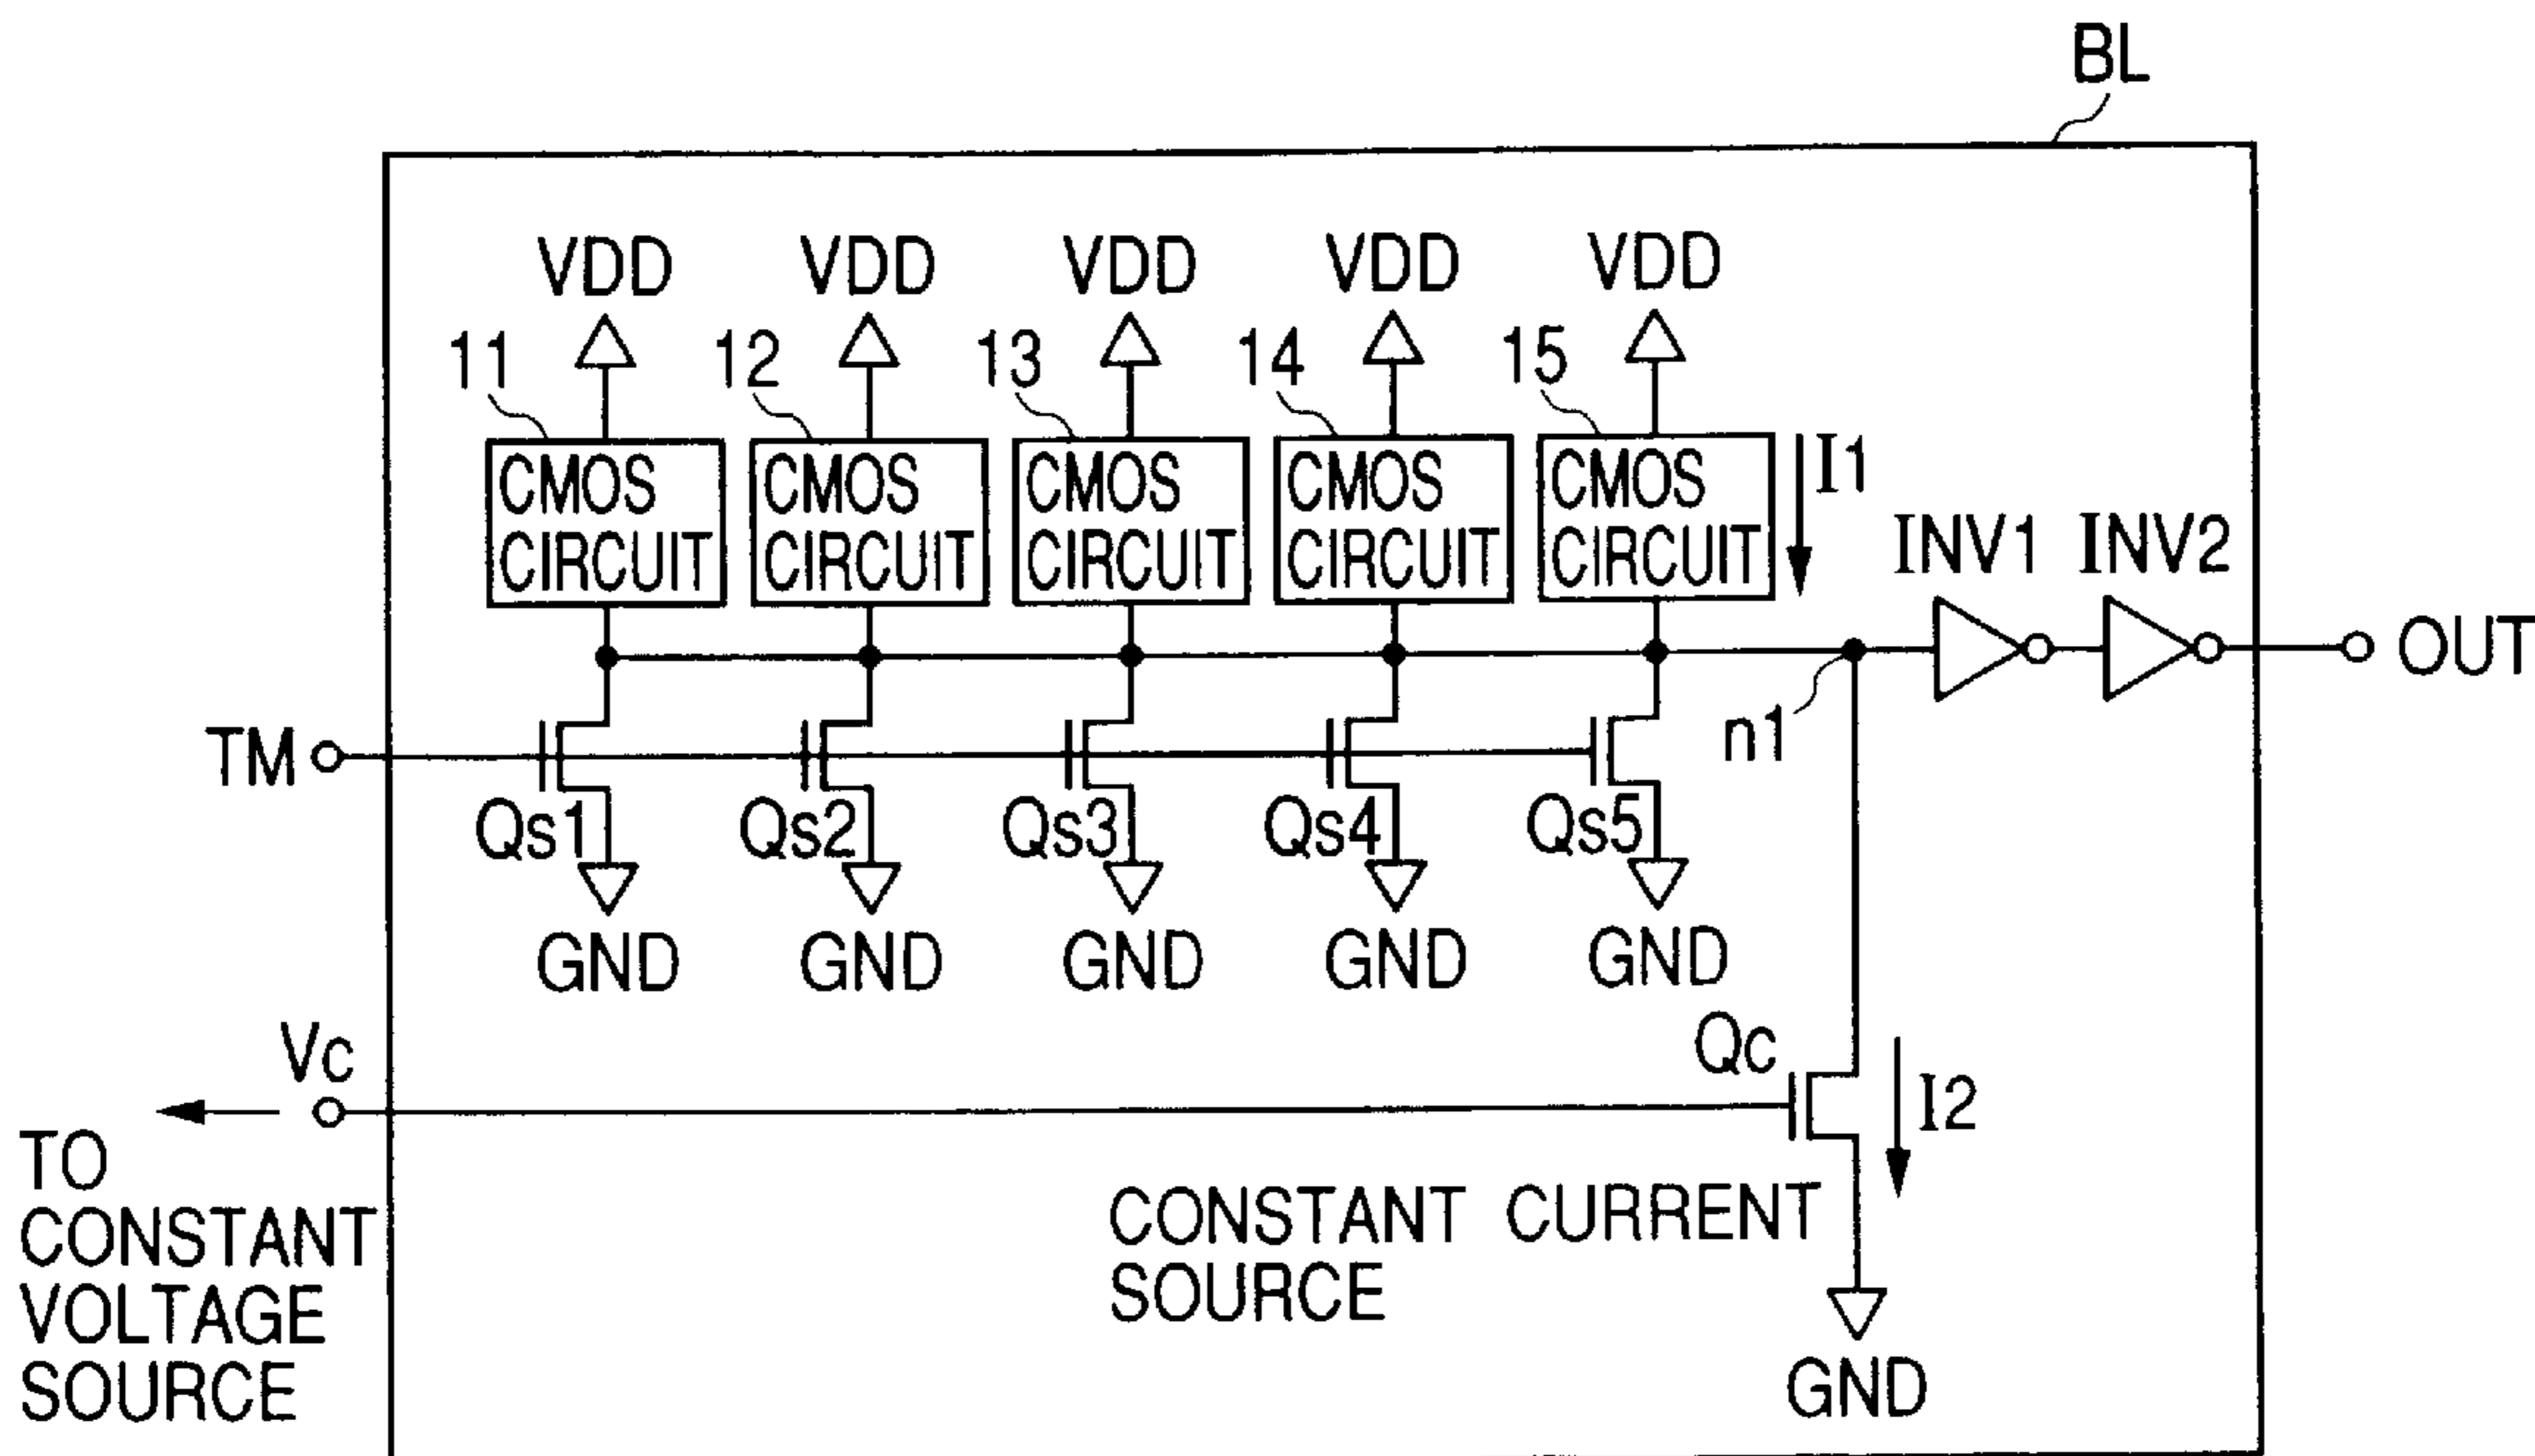 BL
VDD VDD VDD VDD VDD
11 12 13 14 15
CMOS CIRCUIT
CMOS CIRCUIT
CMOS CIRCUIT
CMOS CIRCUIT
CMOS CIRCUIT
I1
INV1 INV2
OUT
n1
TM
Qs1 Qs2 Qs3 Qs4 Qs5
GND GND GND GND GND
Vc
Qc
I2
TO
CONSTANT
VOLTAGE
SOURCE
CONSTANT CURRENT
SOURCE
GND